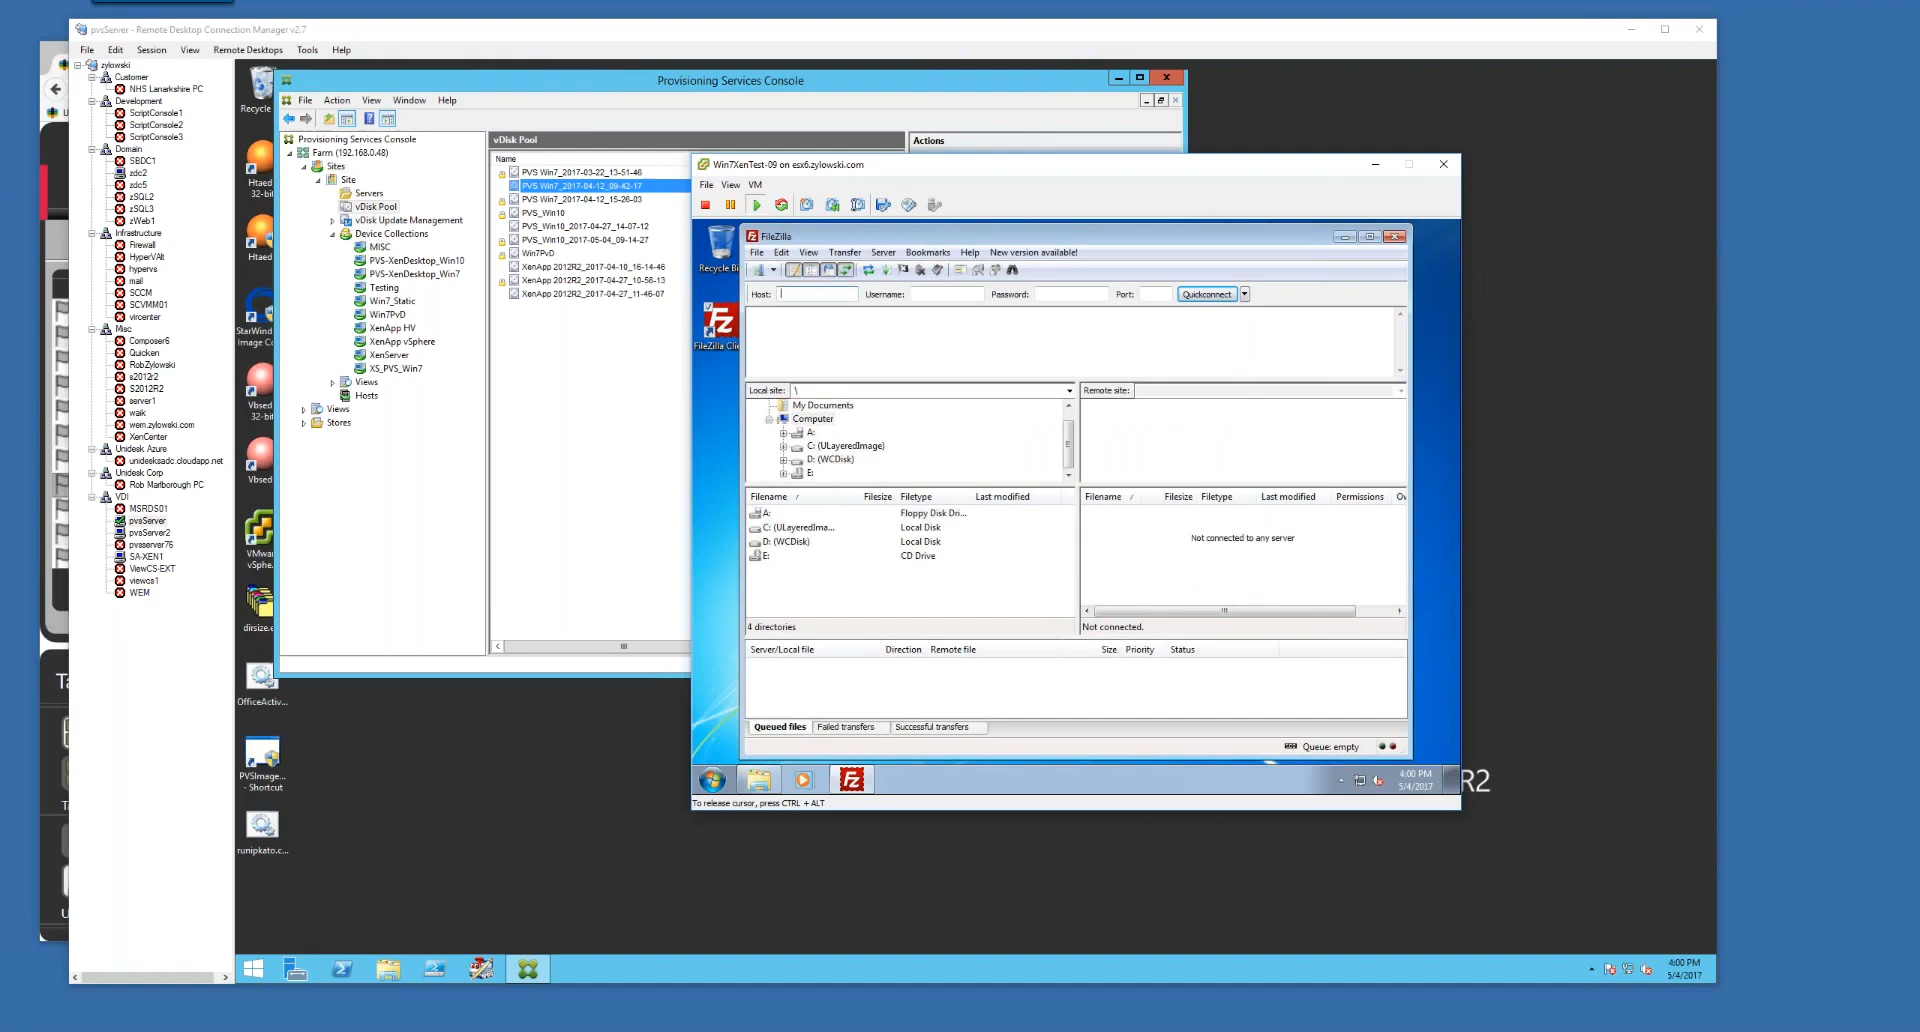 pvsServer - Remote Desktop Connection Manager v2.7
File Edit Session View Remote Desktops Tools Help
zylowski
Customer
NHS Lanarkshire PC
Development
ScriptConsole1
ScriptConsole2
ScriptConsole3
Domain
SBDC1
zdc2
zdc5
zSQL2
zSQL3
zWeb1
Infrastructure
Firewall
HyperVAlt
hypervs
mail
SCCM
SCVMM01
vircenter
Misc
Composer6
Quicken
RobZylowski
s2012r2
S2012R2
server1
waik
wem.zylowski.com
XenCenter
Unidesk Azure
unidesksadc.cloudapp.net
Unidesk Corp
Rob Marlborough PC
VDI
MSRDS01
pvsServer
pvsServer2
pvsserver76
SA-XEN1
ViewCS-EXT
viewcs1
WEM
Recycle
Htaed
32-bi
Htaed
StarWind
Image Co
Vbsed
32-bit
Vbsed
VMwa
vSphe
dirsize.e
OfficeActiv...
PVSImage...
- Shortcut
runipkato.c...
Provisioning Services Console
File Action View Window Help
Provisioning Services Console
Farm (192.168.0.48)
Sites
Site
Servers
vDisk Pool
vDisk Update Management
Device Collections
MISC
PVS-XenDesktop_Win10
PVS-XenDesktop_Win7
Testing
Win7_Static
Win7PvD
XenApp HV
XenApp vSphere
XenServer
XS_PVS_Win7
Views
Hosts
Views
Stores
vDisk Pool
Name
PVS Win7_2017-03-22_13-51-46
PVS Win7_2017-04-12_09-42-17
PVS Win7_2017-04-12_15-26-03
PVS_Win10
PVS_Win10_2017-04-27_14-07-12
PVS_Win10_2017-05-04_09-14-27
Win7PvD
XenApp 2012R2_2017-04-10_16-14-46
XenApp 2012R2_2017-04-27_10-56-13
XenApp 2012R2_2017-04-27_11-46-07
Actions
Win7XenTest-09 on esx6.zylowski.com
File View VM
Recycle Bi
FileZilla Clie
FileZilla
File Edit View Transfer Server Bookmarks Help New version available!
Host: Username: Password: Port: Quickconnect
Local site: \
My Documents
Computer
A:
C: (ULayeredImage)
D: (WCDisk)
E:
Remote site:
Filename / Filesize Filetype Last modified
A: Floppy Disk Dri...
C: (ULayeredIma... Local Disk
D: (WCDisk) Local Disk
E: CD Drive
4 directories
Filename / Filesize Filetype Last modified Permissions Ov
Not connected to any server
Not connected.
Server/Local file Direction Remote file Size Priority Status
Queued files Failed transfers Successful transfers
Queue: empty
4:00 PM
5/4/2017
To release cursor, press CTRL + ALT
R2
4:00 PM
5/4/2017